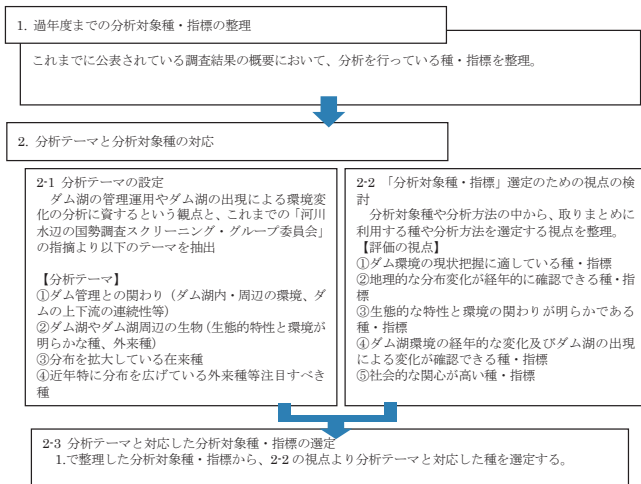 1. 過年度までの分析対象種・指標の整理
これまでに公表されている調査結果の概要において、分析を行っている種・指標を整理。
2. 分析テーマと分析対象種の対応
2-1 分析テーマの設定
ダム湖の管理運用やダム湖の出現による環境変
化の分析に資するという観点と、これまでの「河川
水辺の国勢調査スクリーニング・グループ委員会」
の指摘より以下のテーマを抽出
【分析テーマ】
①ダム管理との関わり（ダム湖内・周辺の環境、ダ
ムの上下流の連続性等）
②ダム湖やダム湖周辺の生物（生態的特性と環境が
明らかな種、外来種）
③分布を拡大している在来種
④近年特に分布を広げている外来種等注目すべき
種
2-2 「分析対象種・指標」選定のための視点の検
討
分析対象種や分析方法の中から、取りまとめに
利用する種や分析方法を選定する視点を整理。
【評価の視点】
①ダム環境の現状把握に適している種・指標
②地理的な分布変化が経年的に確認できる種・指
標
③生態的な特性と環境の関わりが明らかである
種・指標
④ダム湖環境の経年的な変化及びダム湖の出現
による変化が確認できる種・指標
⑤社会的な関心が高い種・指標
2-3 分析テーマと対応した分析対象種・指標の選定
1.で整理した分析対象種・指標から、2-2 の視点より分析テーマと対応した種を選定する。